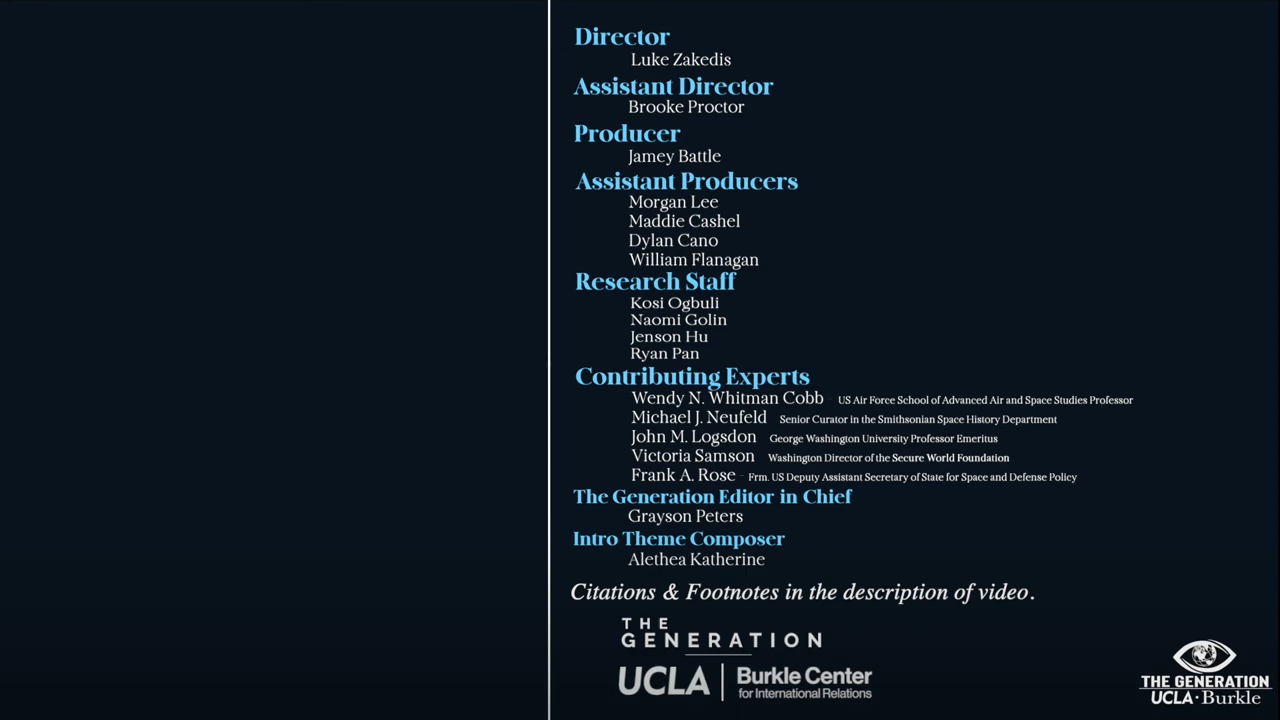 Director
Luke Zakedis
Assistant Director
Brooke Proctor
Producer
Jamey Battle
Assistant Producers
Morgan Lee
Maddie Cashel
Dylan Cano
William Flanagan
Research Staff
Kosi Ogbuli
Naomi Golin
Jenson Hu
Ryan Pan
Contributing Experts
Wendy N. Whitman Cobb - US Air Force School of Advanced Air and Space Studies Professor
Michael J. Neufeld Senior Curator in the Smithsonian Space History Department
John M. Logsdon George Washington University Professor Emeritus
Victoria Samson Washington Director of the Secure World Foundation
Frank A. Rose - Frm. US Deputy Assistant Secretary of State for Space and Defense Policy
The Generation Editor in Chief
Grayson Peters
Intro Theme Composer
Alethea Katherine
Citations & Footnotes in the description of video.
THE
GENERATION
UCLA | Burkle Center
for International Relations
THE GENERATION
UCLA · Burkle